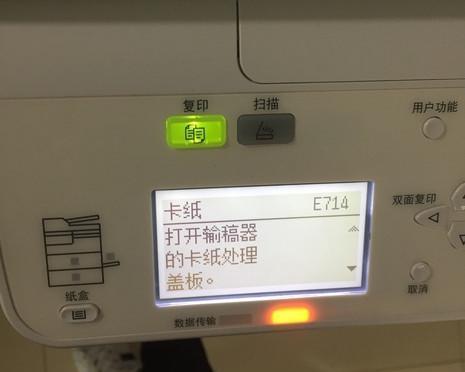 复印
扫描
用户功能
卡纸 E714
打开输稿器
的卡纸处理
盖板。
双面复印
纸盒
取消
数据传输